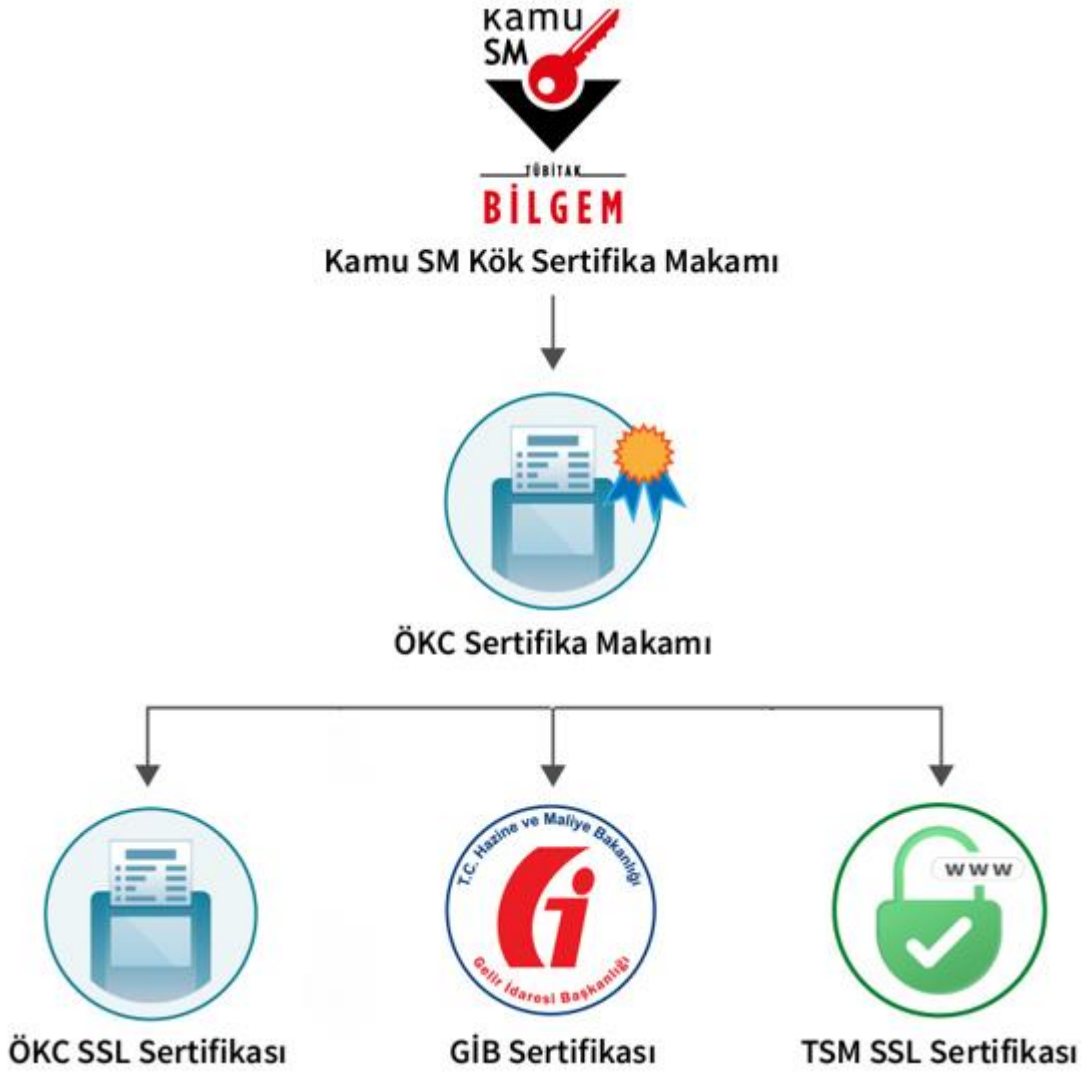 Kamu
SM
TÜBİTAK
BİLGEM
Kamu SM Kök Sertifika Makamı
ÖKC Sertifika Makamı
T.C. Hazine ve Maliye Bakanlığı
Gelir İdaresi Başkanlığı
www
ÖKC SSL Sertifikası
GİB Sertifikası
TSM SSL Sertifikası